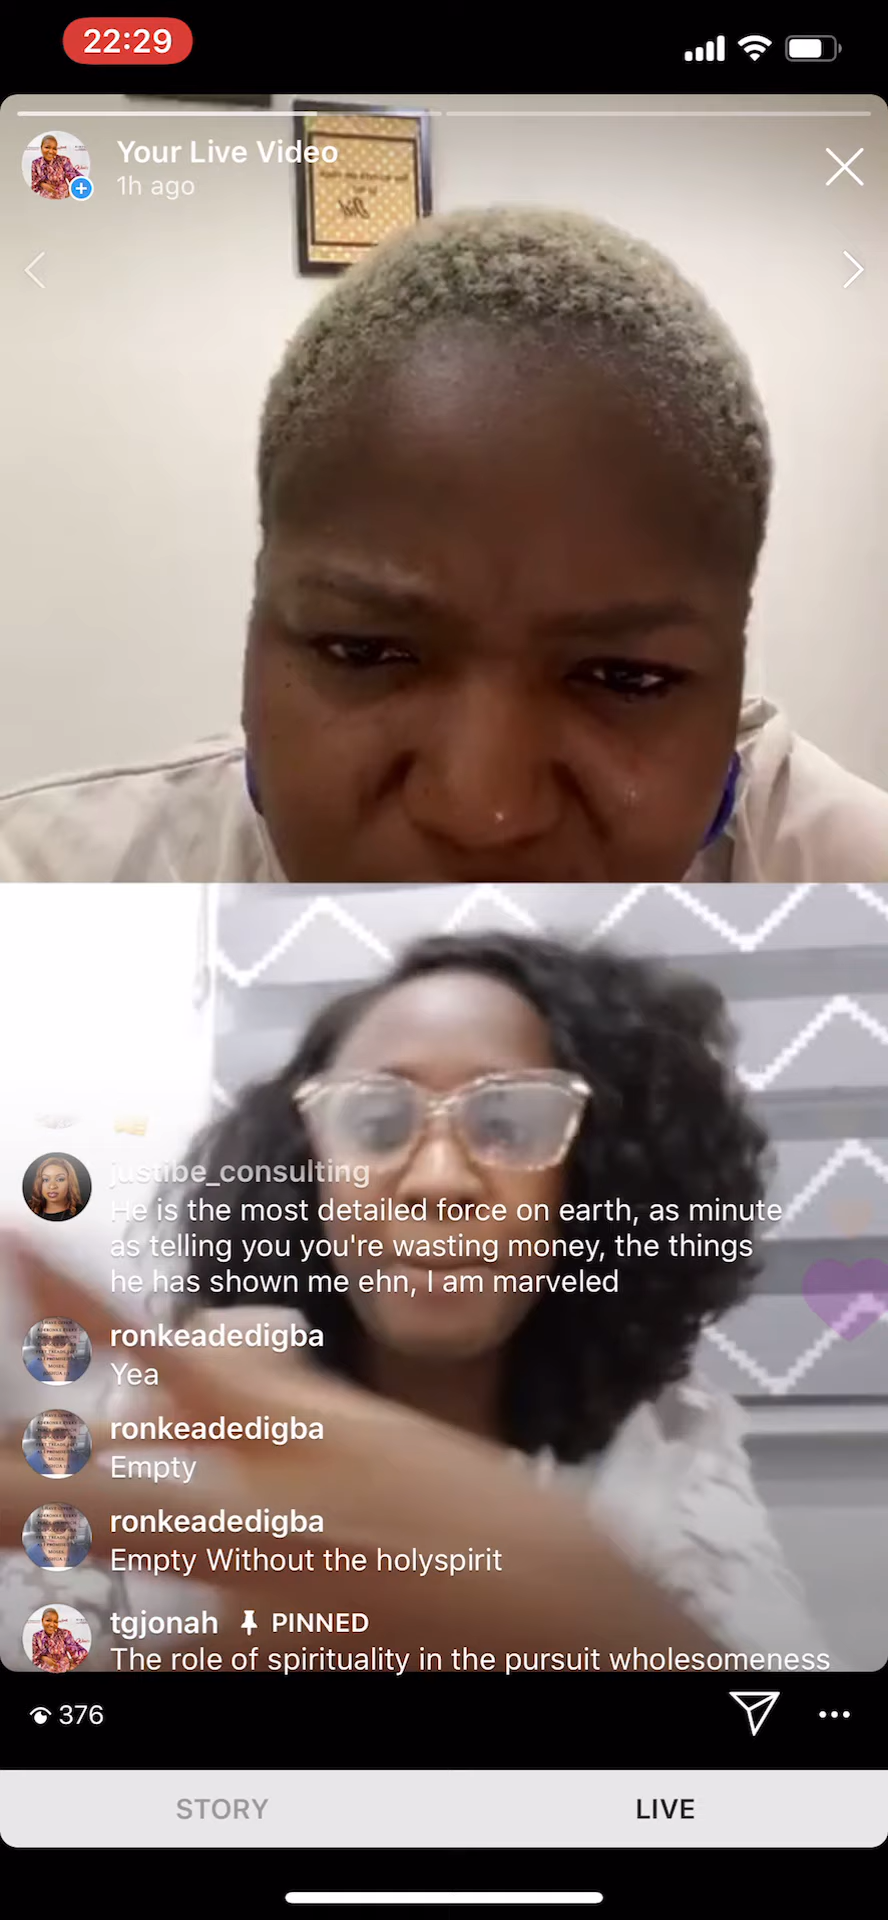 22:29
Your Live Video
1h ago
justibe_consulting
He is the most detailed force on earth, as minute
as telling you you're wasting money, the things
he has shown me ehn, I am marveled
ronkeadedigba
Yea
ronkeadedigba
Empty
ronkeadedigba
Empty Without the holyspirit
tgjonah PINNED
The role of spirituality in the pursuit wholesomeness
376
STORY LIVE